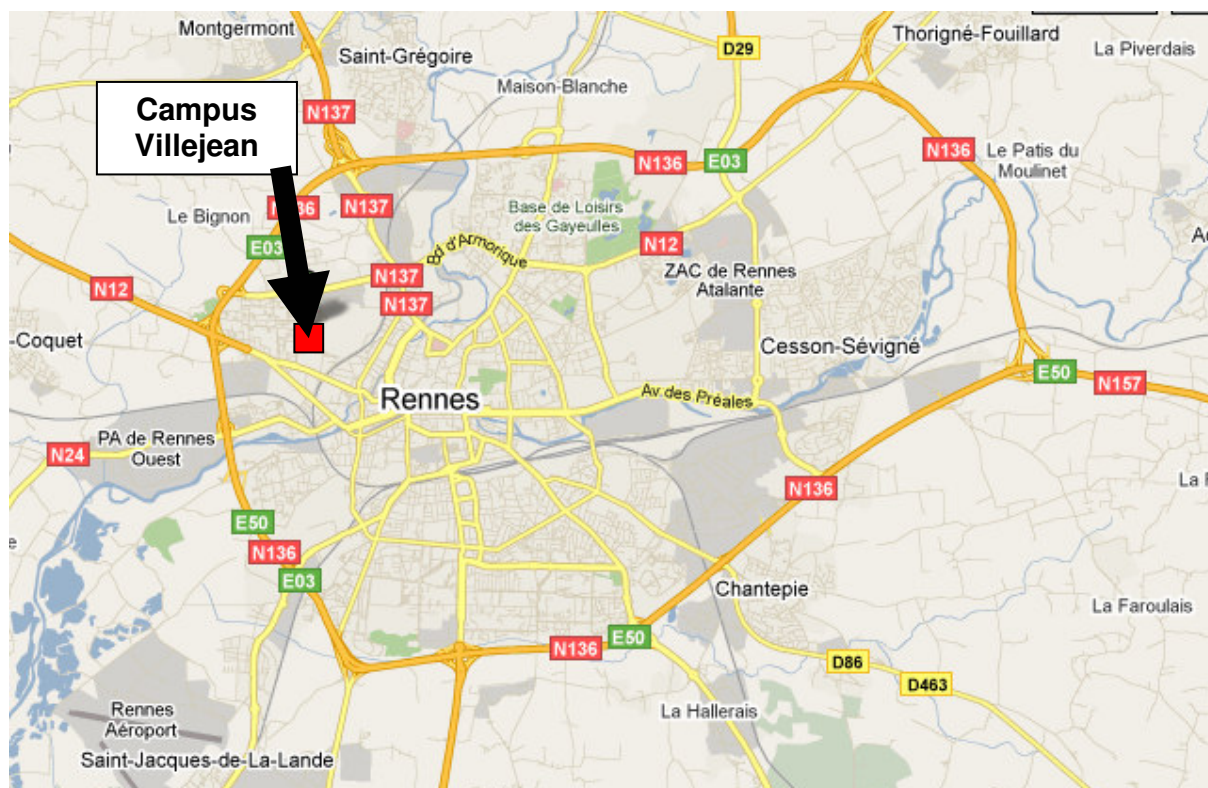 Montgermont
Saint-Grégoire
D29
Thorigné-Fouillard
La Piverdais
Maison-Blanche
Campus
Villejean
N137
N136
E03
N136
Le Patis du
Moulinet
N137
Le Bignon
Base de Loisirs
des Gayeulles
E03
Bd d'Armorique
N12
ZAC de Rennes
Atalante
N137
N12
N137
-Coquet
Cesson-Sévigné
E50
N157
Rennes
Av des Préales
PA de Rennes
Ouest
N24
N136
E50
N136
E03
Chantepie
La Faroulais
E50
N136
D86
D463
La Hallerais
Rennes
Aéroport
Saint-Jacques-de-La-Lande